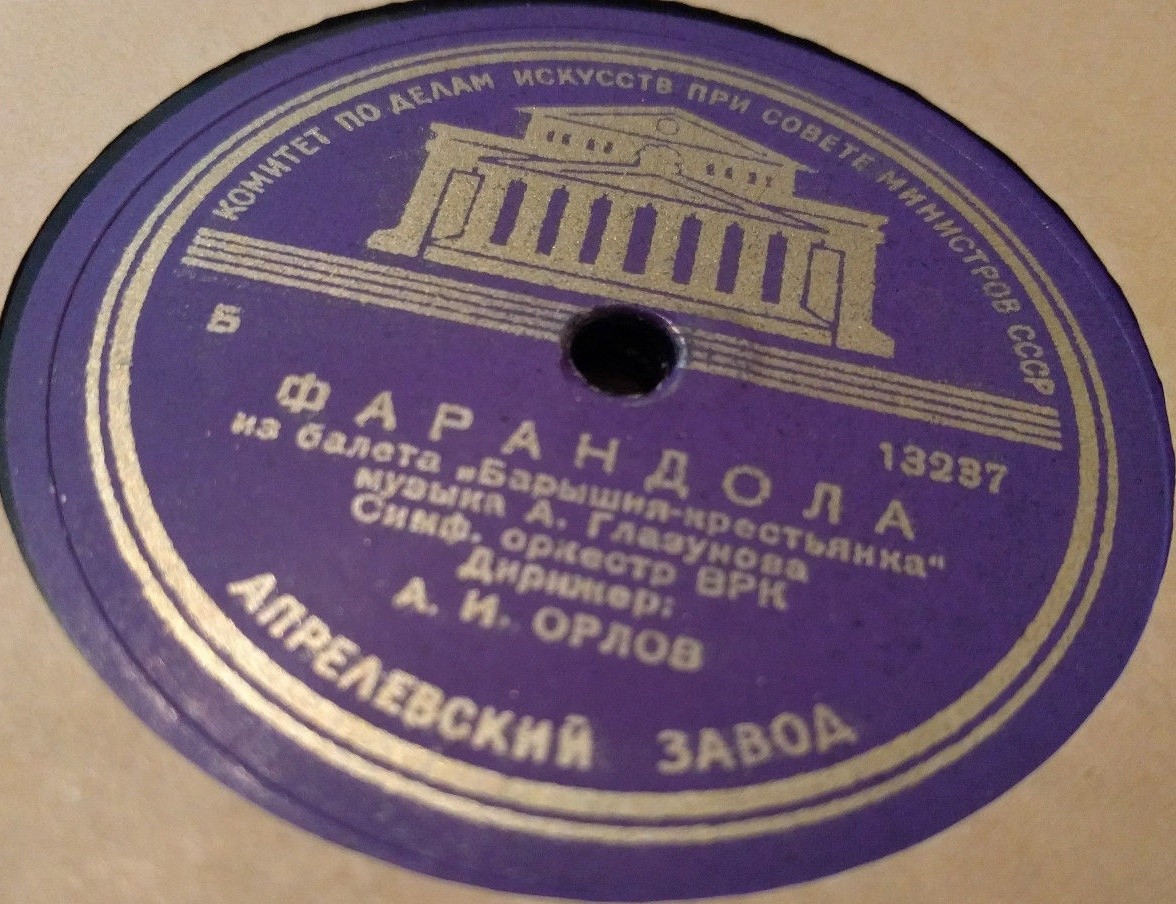 КОМИТЕТ ПО ДЕЛАМ ИСКУССТВ ПРИ СОВЕТЕ МИНИСТРОВ СССР
Б
13237
ФАРАНДОЛА
из балета „Барышня-крестьянка“
музыка А. Глазунова
Симф. оркестр ВРК
Дирижер:
А. И. ОРЛОВ
АПРЕЛЕВСКИЙ ЗАВОД